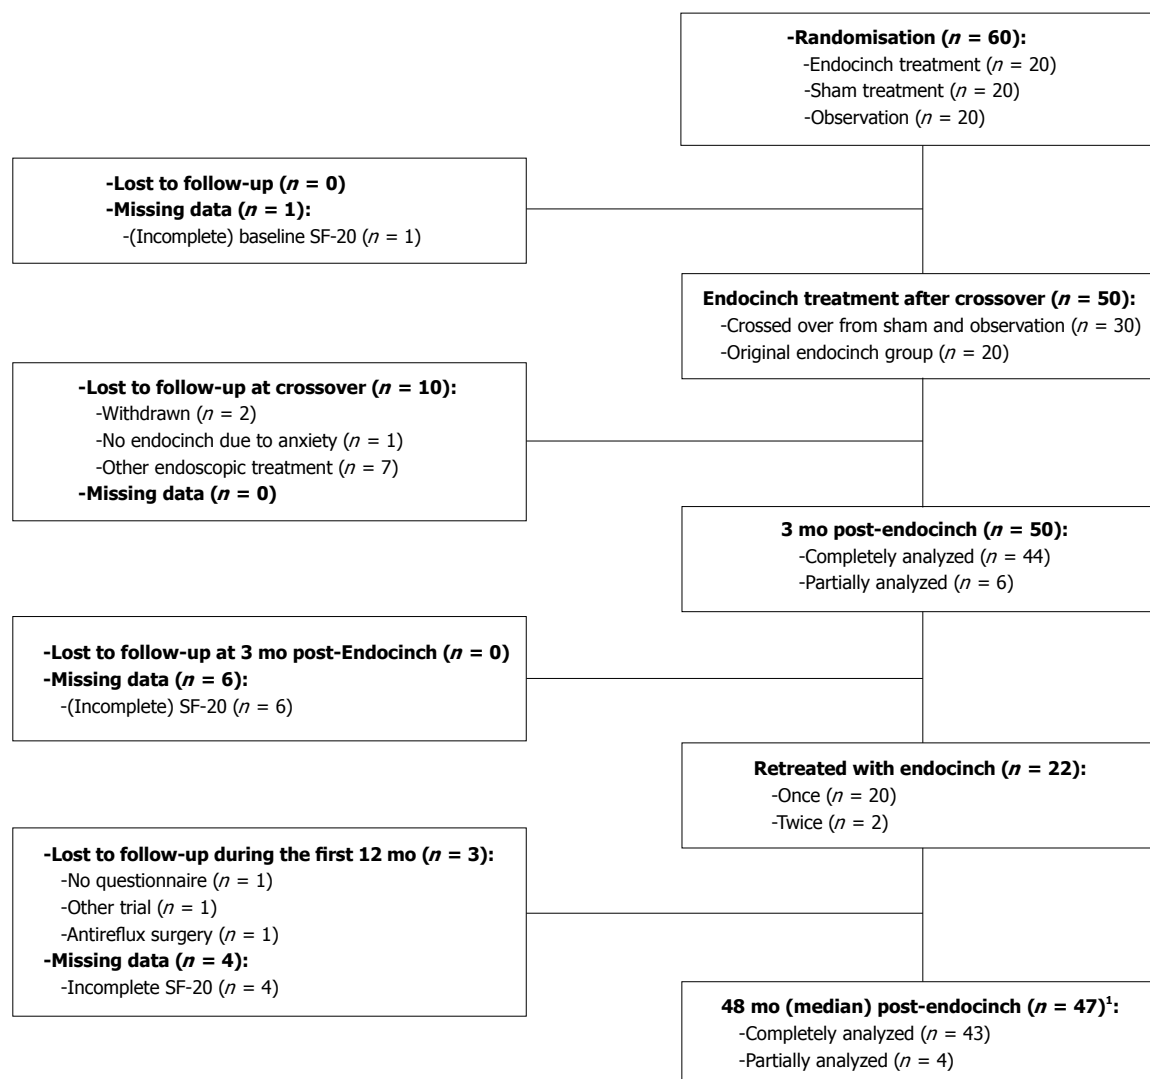 -Randomisation (n = 60):
-Endocinch treatment (n = 20)
-Sham treatment (n = 20)
-Observation (n = 20)
-Lost to follow-up (n = 0)
-Missing data (n = 1):
-(Incomplete) baseline SF-20 (n = 1)
Endocinch treatment after crossover (n = 50):
-Crossed over from sham and observation (n = 30)
-Original endocinch group (n = 20)
-Lost to follow-up at crossover (n = 10):
-Withdrawn (n = 2)
-No endocinch due to anxiety (n = 1)
-Other endoscopic treatment (n = 7)
-Missing data (n = 0)
3 mo post-endocinch (n = 50):
-Completely analyzed (n = 44)
-Partially analyzed (n = 6)
-Lost to follow-up at 3 mo post-Endocinch (n = 0)
-Missing data (n = 6):
-(Incomplete) SF-20 (n = 6)
Retreated with endocinch (n = 22):
-Once (n = 20)
-Twice (n = 2)
-Lost to follow-up during the first 12 mo (n = 3):
-No questionnaire (n = 1)
-Other trial (n = 1)
-Antireflux surgery (n = 1)
-Missing data (n = 4):
-Incomplete SF-20 (n = 4)
48 mo (median) post-endocinch (n = 47)¹:
-Completely analyzed (n = 43)
-Partially analyzed (n = 4)